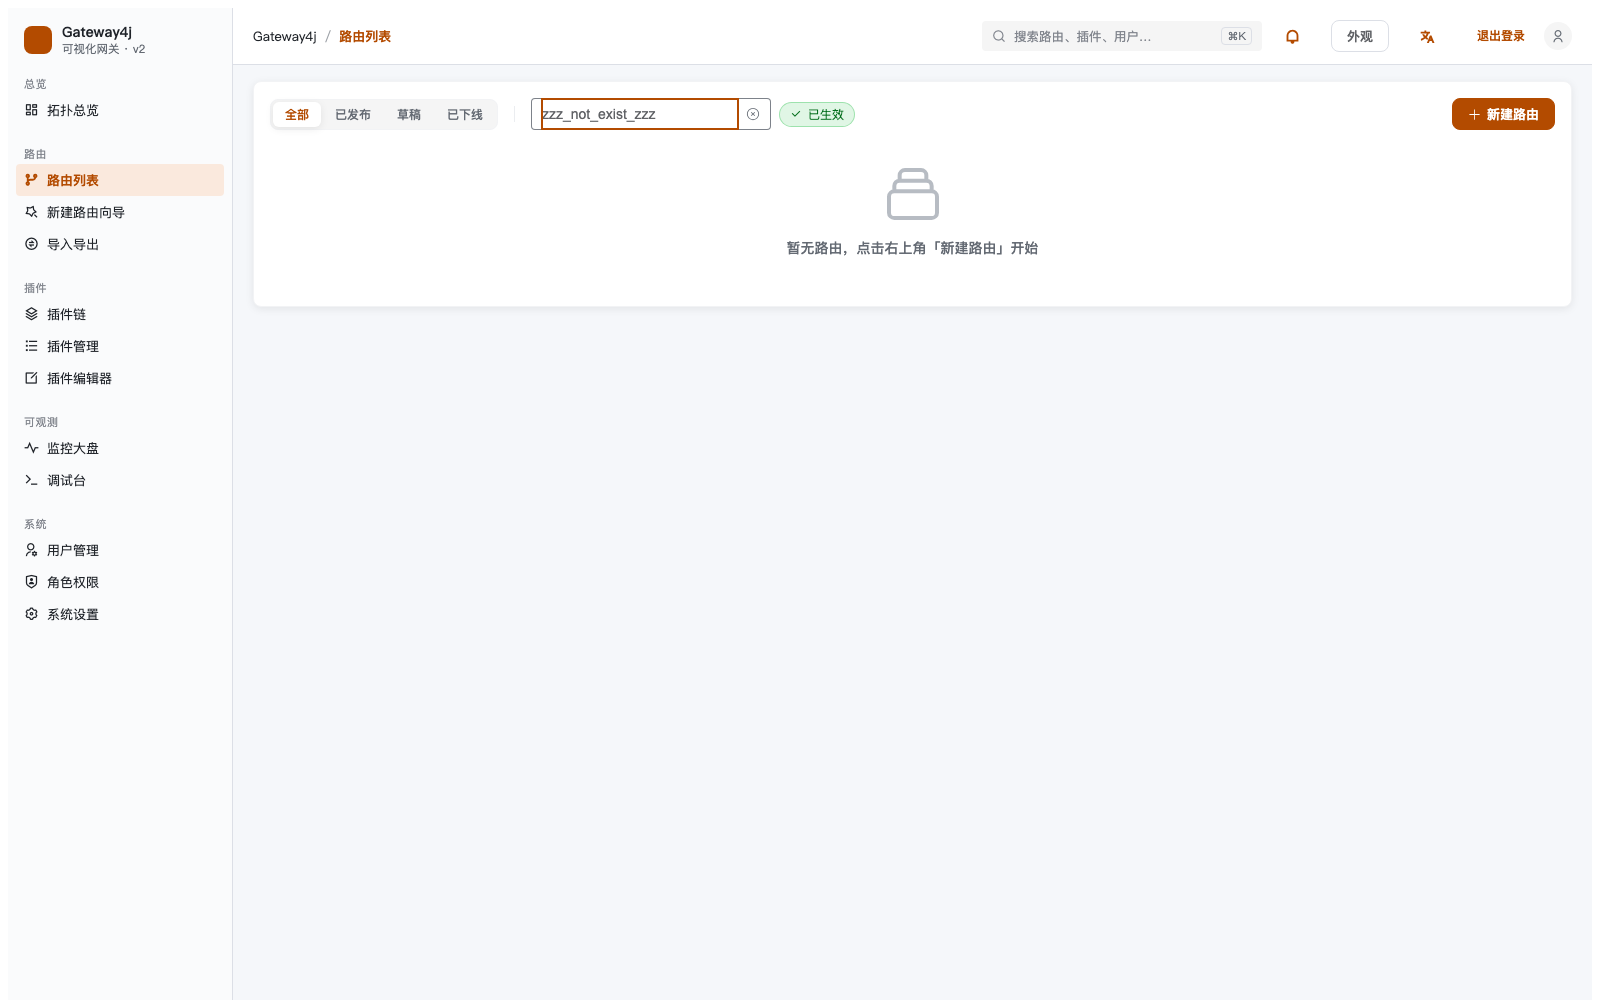 Gateway4j
可视化网关 · v2
总览
拓扑总览
路由
路由列表
新建路由向导
导入导出
插件
插件链
插件管理
插件编辑器
可观测
监控大盘
调试台
系统
用户管理
角色权限
系统设置
Gateway4j / 路由列表
搜索路由、插件、用户… ⌘K
外观
退出登录
全部 已发布 草稿 已下线
zzz_not_exist_zzz
已生效
新建路由
暂无路由，点击右上角「新建路由」开始